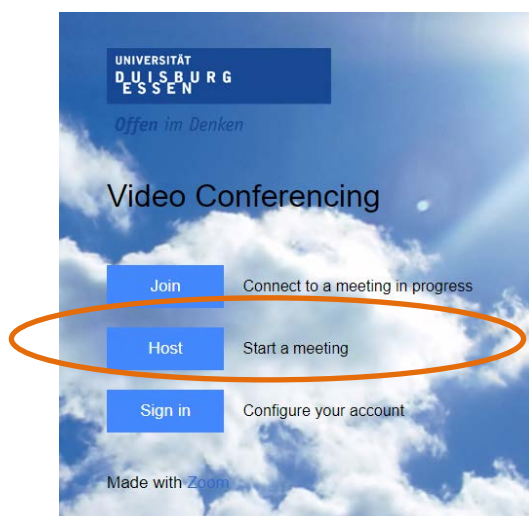 UNIVERSITÄT
DUISBURG
ESSEN
Offen im Denken
Video Conferencing
Join Connect to a meeting in progress
Host Start a meeting
Sign in Configure your account
Made with Zoom